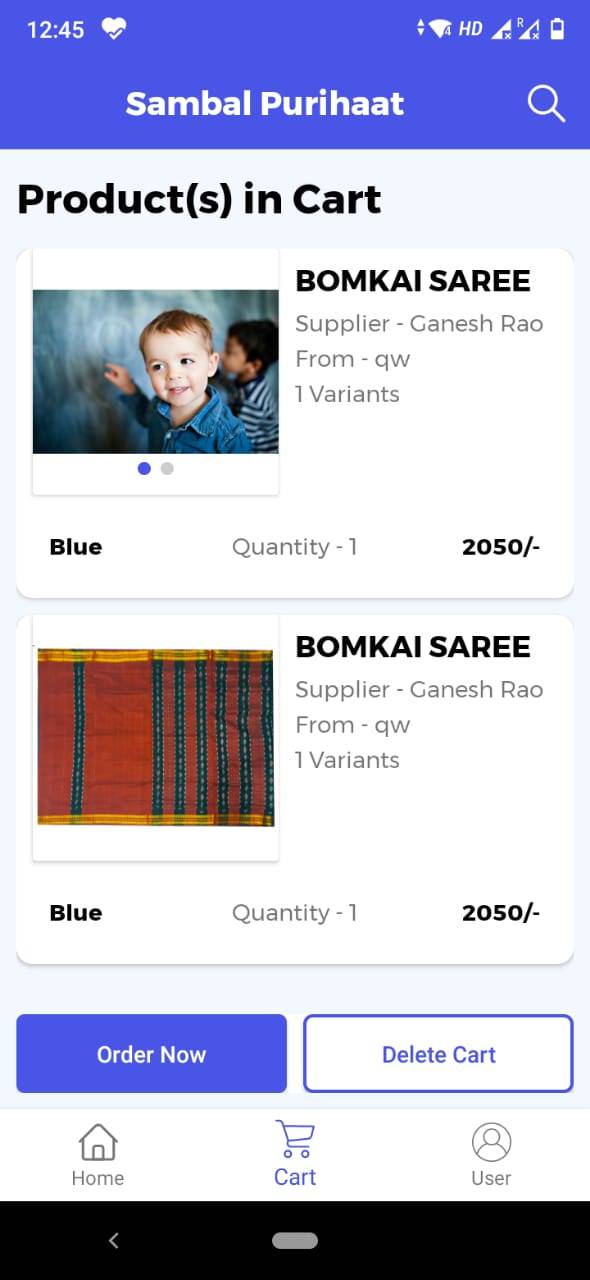 12:45
4 HD R
Sambal Purihaat
Product(s) in Cart
BOMKAI SAREE
Supplier - Ganesh Rao
From - qw
1 Variants
Blue Quantity - 1 2050/-
BOMKAI SAREE
Supplier - Ganesh Rao
From - qw
1 Variants
Blue Quantity - 1 2050/-
Order Now Delete Cart
Home Cart User